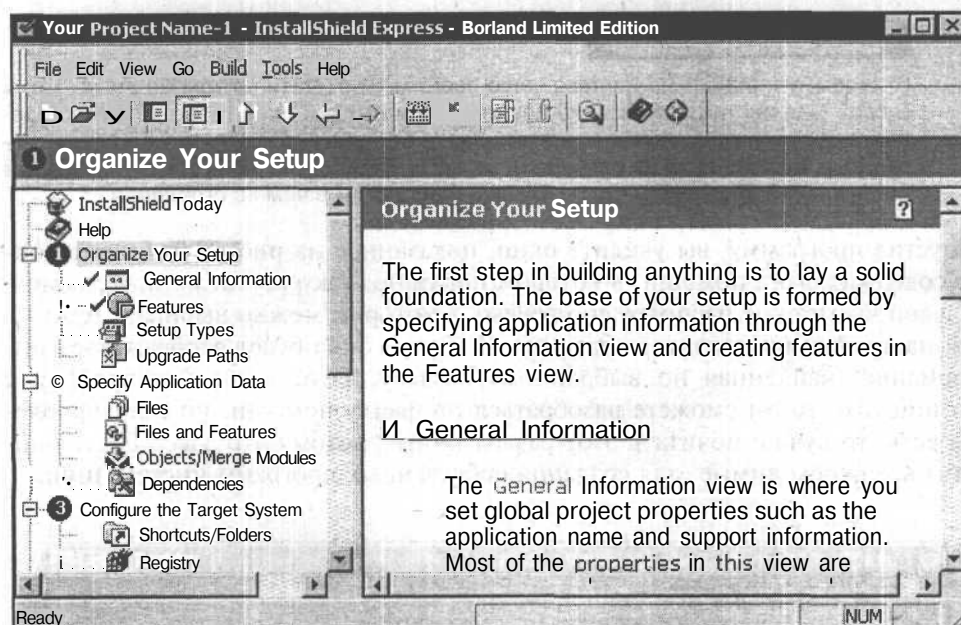 Your Project Name-1 - InstallShield Express - Borland Limited Edition
File Edit View Go Build Tools Help
Organize Your Setup
InstallShield Today
Help
Organize Your Setup
General Information
Features
Setup Types
Upgrade Paths
© Specify Application Data
Files
Files and Features
Objects/Merge Modules
Dependencies
3 Configure the Target System
Shortcuts/Folders
Registry
Organize Your Setup
The first step in building anything is to lay a solid
foundation. The base of your setup is formed by
specifying application information through the
General Information view and creating features in
the Features view.
И General Information
The General Information view is where you
set global project properties such as the
application name and support information.
Most of the properties in this view are
Ready
NUM